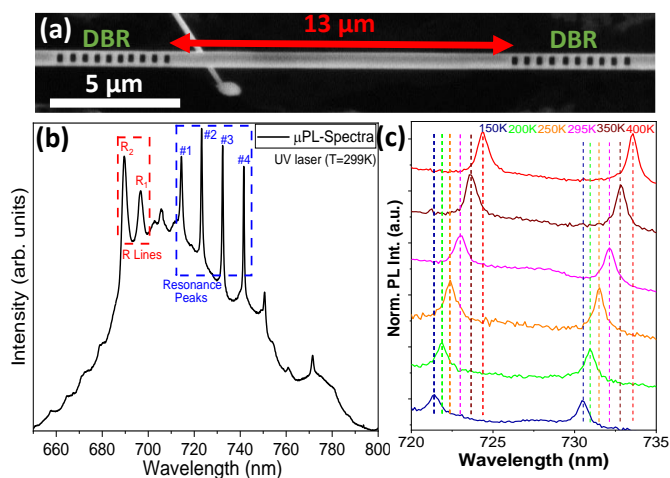 (a)
DBR
13 µm
DBR
5 µm
(b)
R2
R1
R Lines
#1
#2
#3
#4
Resonance
Peaks
µPL-Spectra
UV laser (T=299K)
Intensity (arb. units)
660 680 700 720 740 760 780 800
Wavelength (nm)
(c)
150K 200K 250K 295K 350K 400K
Norm. PL Int. (a.u.)
720 725 730 735
Wavelength (nm)